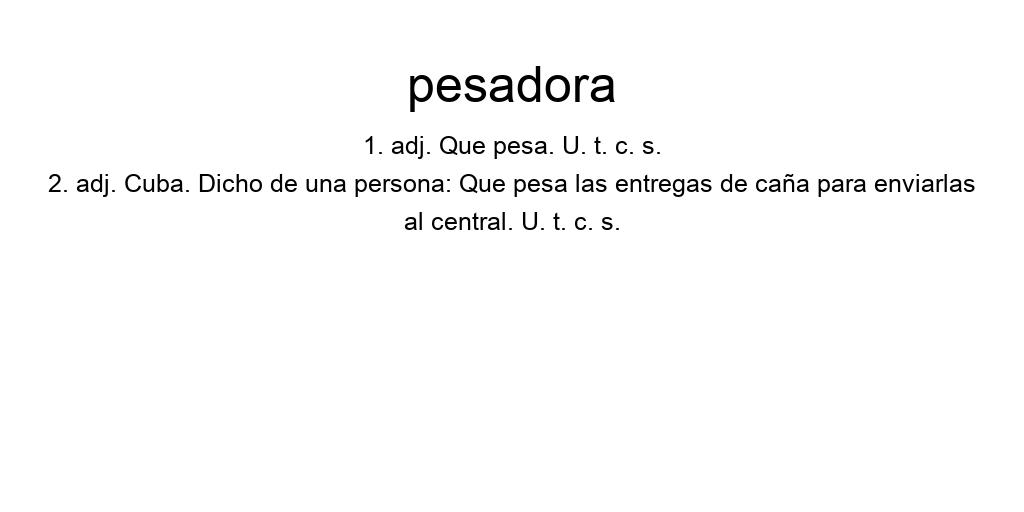 pesadora
1. adj. Que pesa. U. t. c. s.
2. adj. Cuba. Dicho de una persona: Que pesa las entregas de caña para enviarlas
al central. U. t. c. s.